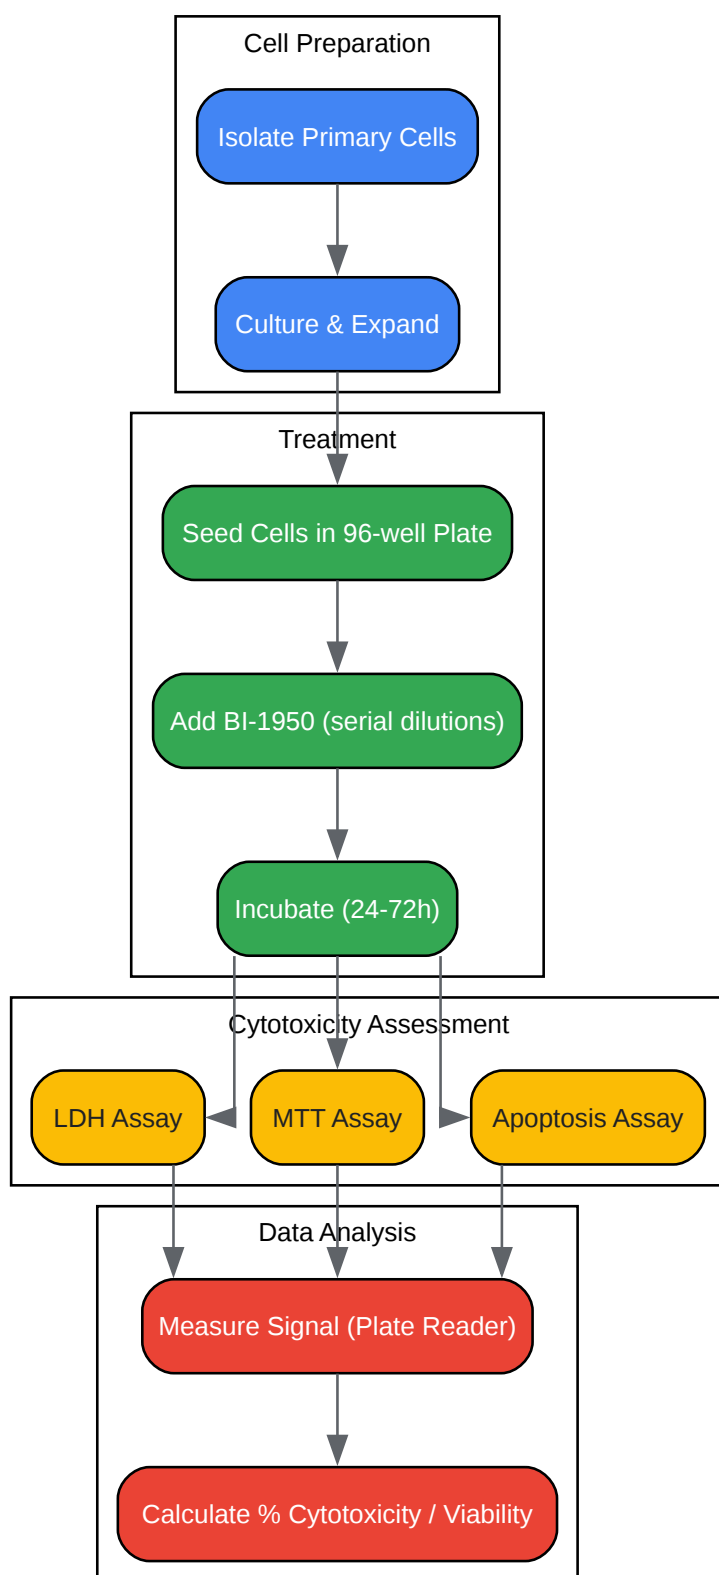 Cell Preparation
Isolate Primary Cells
Culture & Expand
Treatment
Seed Cells in 96-well Plate
Add BI-1950 (serial dilutions)
Incubate (24-72h)
Cytotoxicity Assessment
LDH Assay
MTT Assay
Apoptosis Assay
Data Analysis
Measure Signal (Plate Reader)
Calculate % Cytotoxicity / Viability